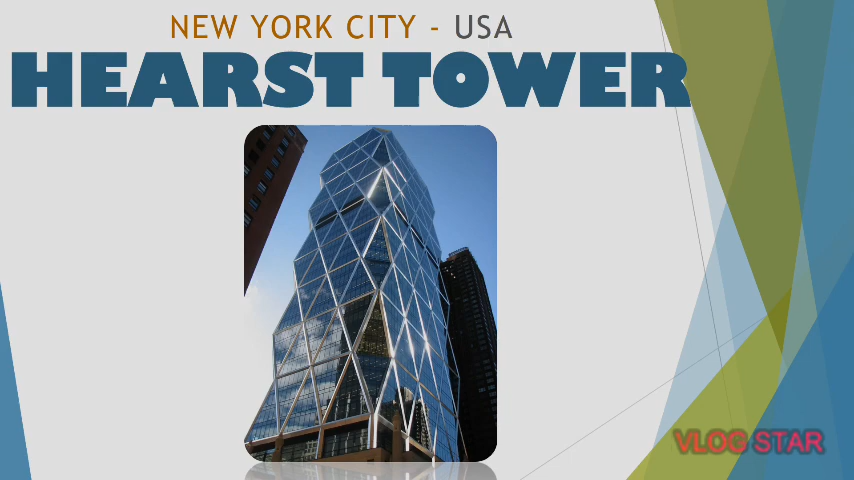 NEW YORK CITY - USA
HEARST TOWER
VLOG STAR